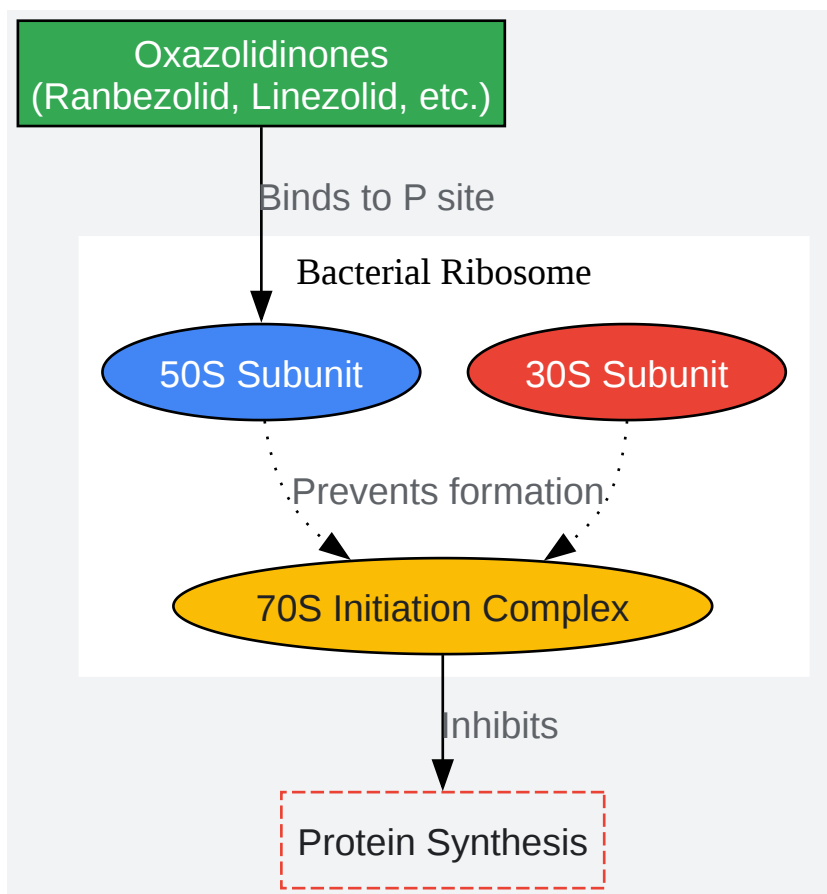 Oxazolidinones
(Ranbezolid, Linezolid, etc.)
Binds to P site
Bacterial Ribosome
50S Subunit
30S Subunit
Prevents formation
70S Initiation Complex
Inhibits
Protein Synthesis